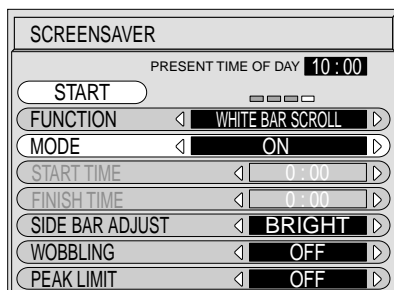 SCREENSAVER
PRESENT TIME OF DAY 10:00
START
FUNCTION WHITE BAR SCROLL
MODE ON
START TIME 0:00
FINISH TIME 0:00
SIDE BAR ADJUST BRIGHT
WOBBLING OFF
PEAK LIMIT OFF